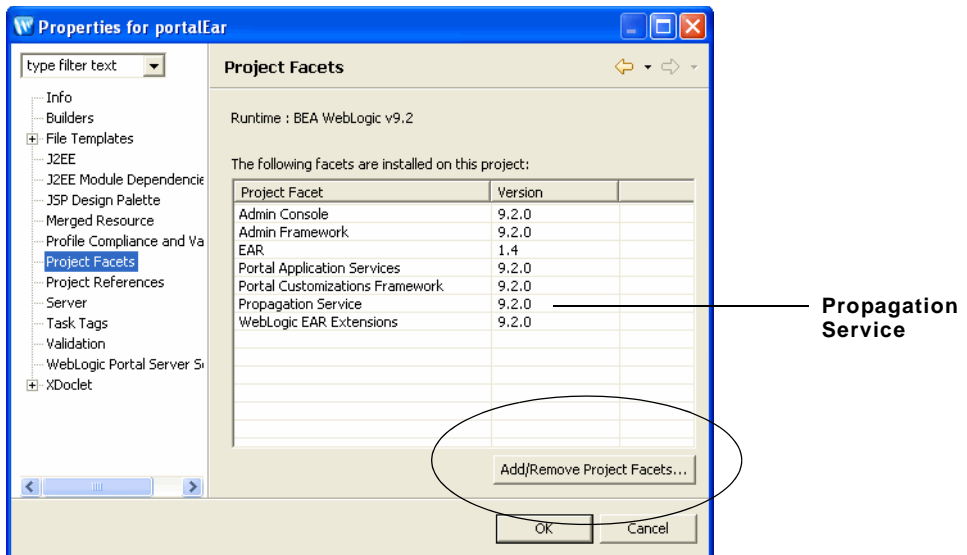 Properties for portalEar
type filter text
Info
Builders
File Templates
J2EE
J2EE Module Dependencie
JSP Design Palette
Merged Resource
Profile Compliance and Va
Project Facets
Project References
Server
Task Tags
Validation
WebLogic Portal Server S
XDoclet
Project Facets
Runtime : BEA WebLogic v9.2
The following facets are installed on this project:
Project Facet Version
Admin Console 9.2.0
Admin Framework 9.2.0
EAR 1.4
Portal Application Services 9.2.0
Portal Customizations Framework 9.2.0
Propagation Service 9.2.0
WebLogic EAR Extensions 9.2.0
Add/Remove Project Facets...
OK Cancel
Propagation
Service